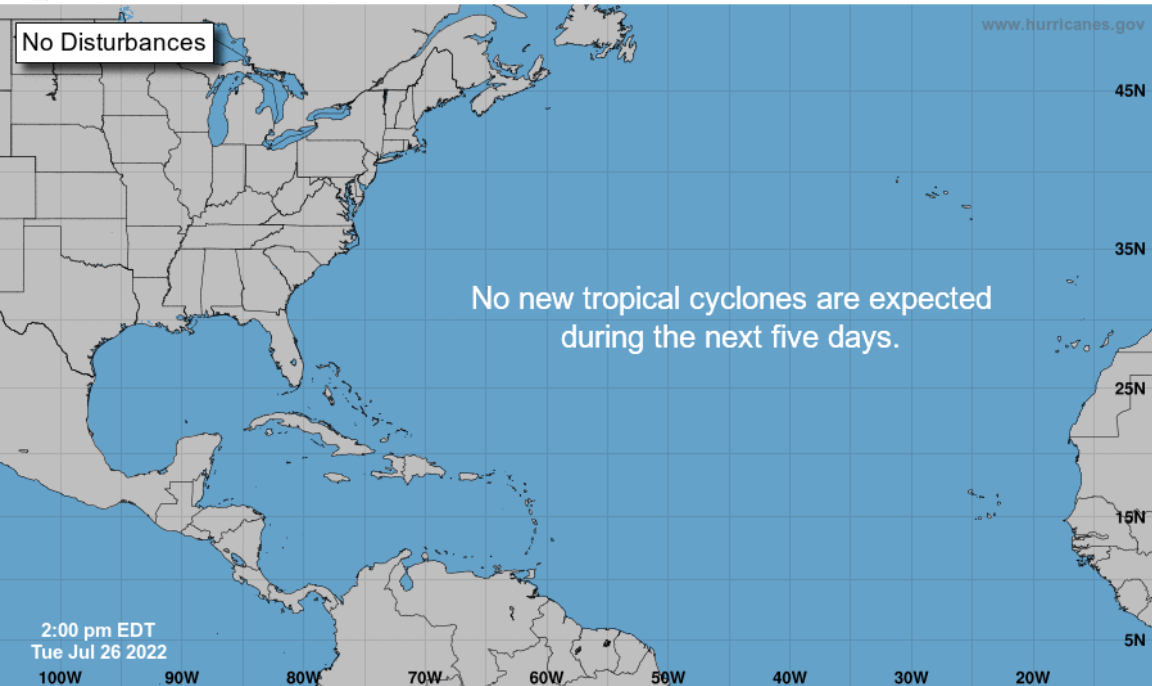 No Disturbances
www.hurricanes.gov
45N
35N
No new tropical cyclones are expected
during the next five days.
25N
15N
2:00 pm EDT
Tue Jul 26 2022
5N
100W 90W 80W 70W 60W 50W 40W 30W 20W